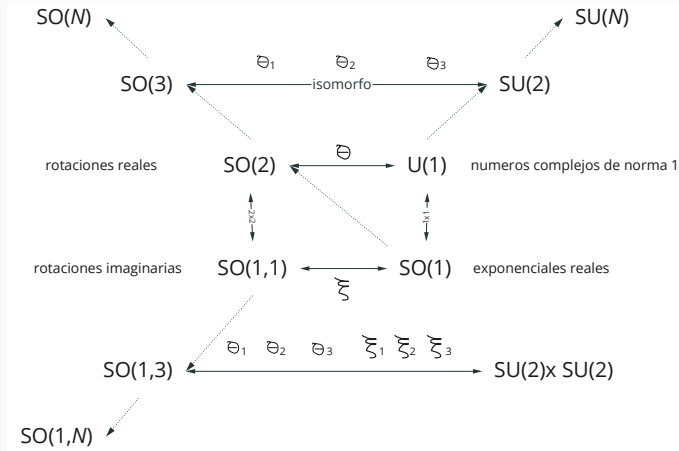 SO(N) SU(N)
θ₁ θ₂ θ₃
SO(3) isomorfo SU(2)
θ
rotaciones reales SO(2) U(1) numeros complejos de norma 1
2x2 1x1
rotaciones imaginarias SO(1,1) SO(1) exponenciales reales
ξ
θ₁ θ₂ θ₃ ξ₁ ξ₂ ξ₃
SO(1,3) SU(2)x SU(2)
SO(1,N)